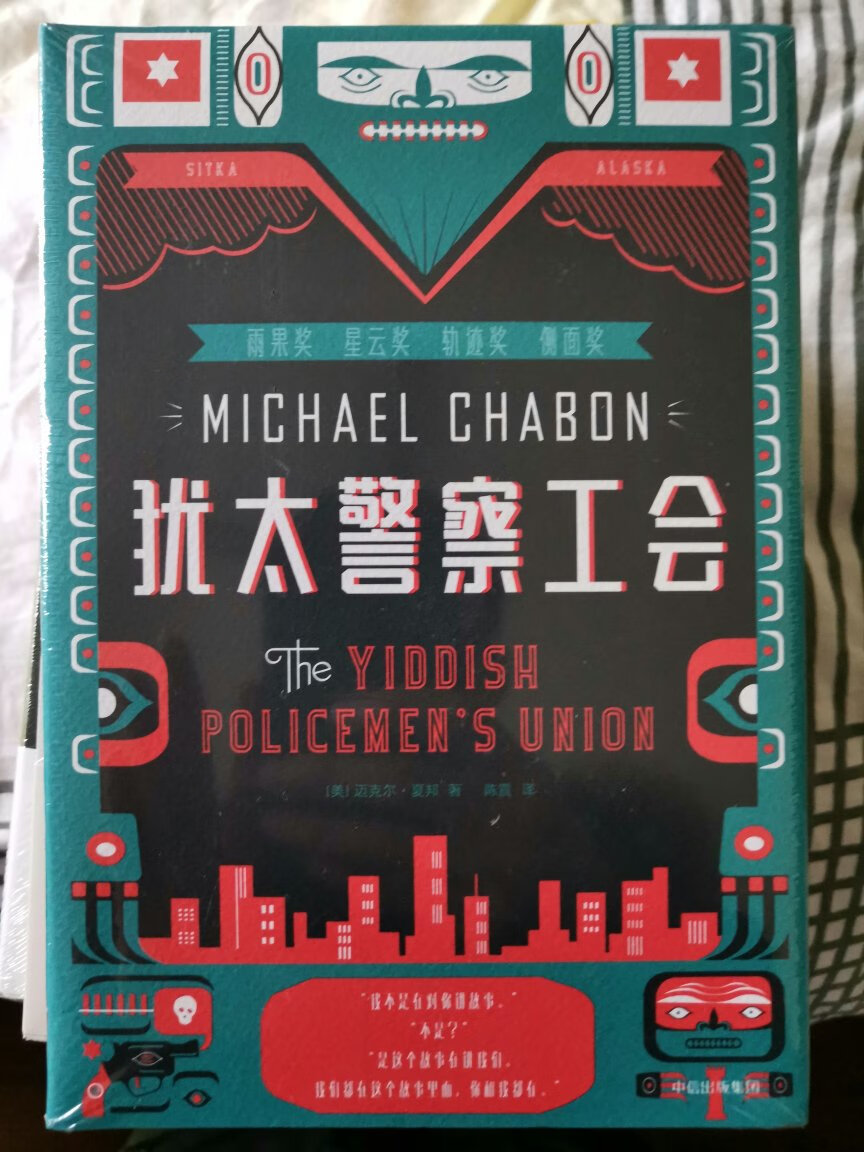 SITKA
ALASKA
雨果奖 星云奖 轨迹奖 侧面奖
MICHAEL CHABON
犹太警察工会
The YIDDISH
POLICEMEN'S UNION
[美] 迈克尔·夏邦 著 陈震 译
"我不是在对你讲故事。"
"不是?"
"是这个故事在讲我们。
我们都在这个故事里面,你和我都在。"
中信出版集团